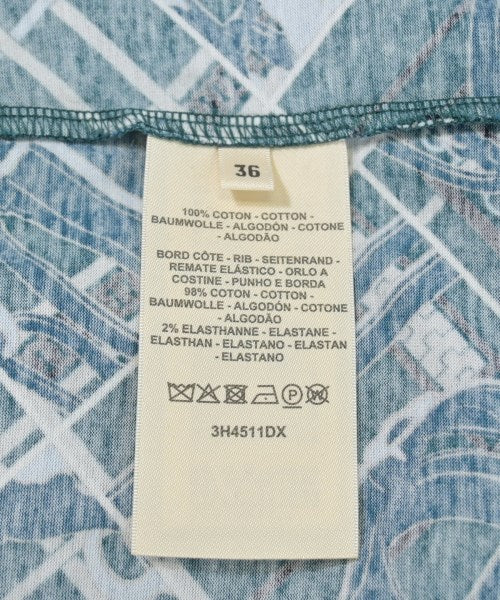 36
100% COTON - COTTON -
BAUMWOLLE - ALGODÓN - COTONE
- ALGODÃO
BORD CÔTE - RIB - SEITENRAND -
REMATE ELÁSTICO - ORLO A
COSTINE - PUNHO E BORDA
98% COTON - COTTON -
BAUMWOLLE - ALGODÓN - COTONE
- ALGODÃO
2% ELASTHANNE - ELASTANE -
ELASTHAN - ELASTANO - ELASTAN
- ELASTANO
3H4511DX